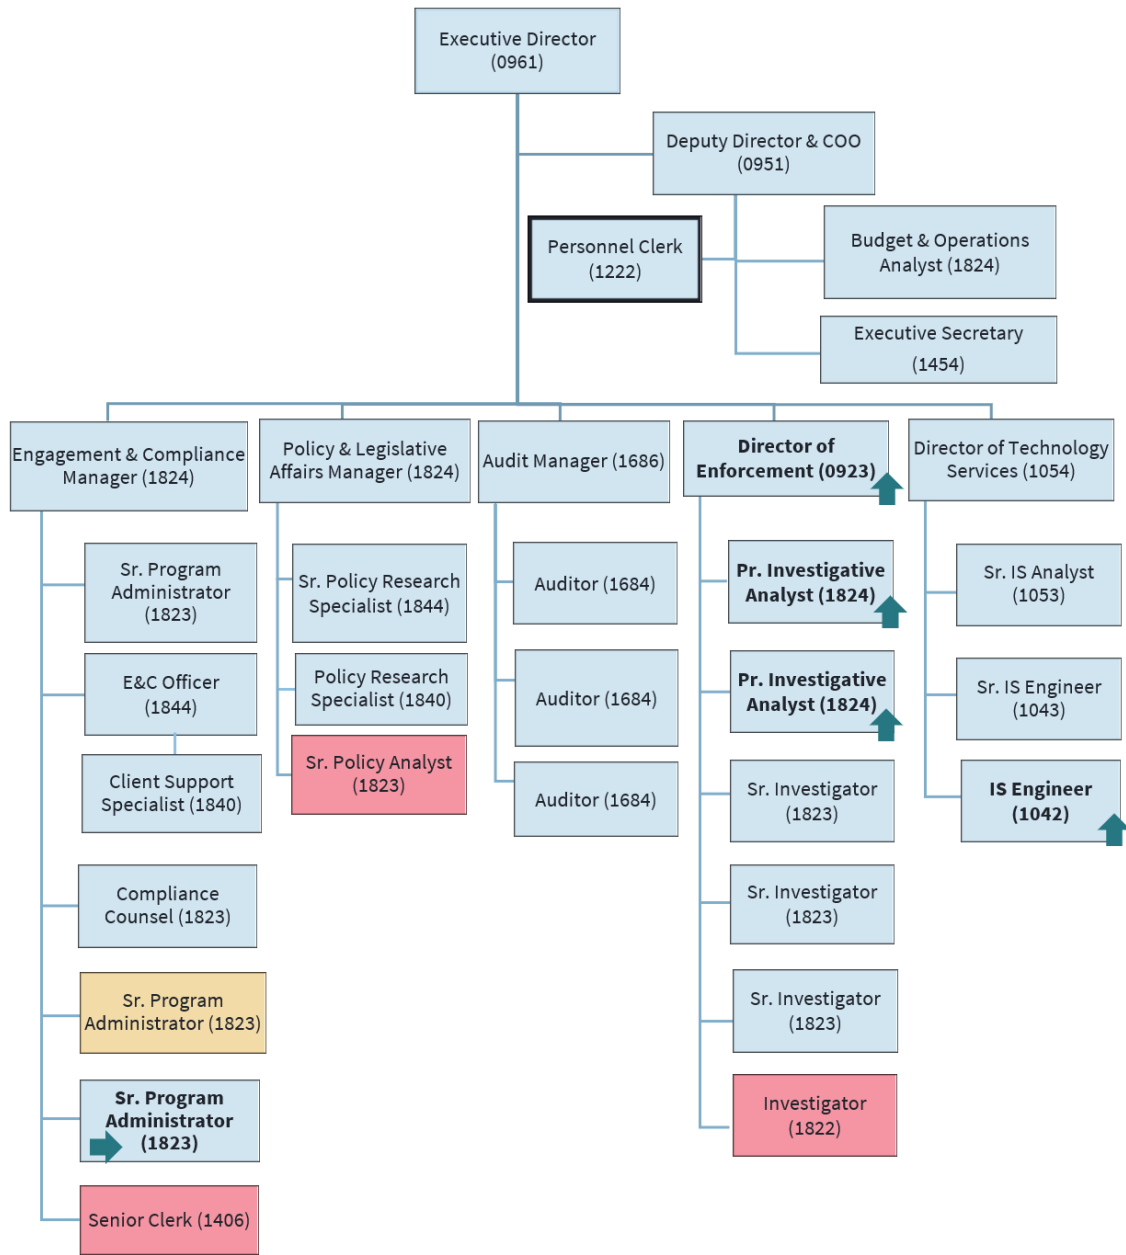 Executive Director
(0961)
Deputy Director & COO
(0951)
Personnel Clerk
(1222)
Budget & Operations
Analyst (1824)
Executive Secretary
(1454)
Engagement & Compliance
Manager (1824)
Policy & Legislative
Affairs Manager (1824)
Audit Manager (1686)
Director of
Enforcement (0923)
Director of Technology
Services (1054)
Sr. Program
Administrator
(1823)
E&C Officer
(1844)
Client Support
Specialist (1840)
Compliance
Counsel (1823)
Sr. Program
Administrator (1823)
Sr. Program
Administrator
(1823)
Senior Clerk (1406)
Sr. Policy Research
Specialist (1844)
Policy Research
Specialist (1840)
Sr. Policy Analyst
(1823)
Auditor (1684)
Auditor (1684)
Auditor (1684)
Pr. Investigative
Analyst (1824)
Pr. Investigative
Analyst (1824)
Sr. Investigator
(1823)
Sr. Investigator
(1823)
Sr. Investigator
(1823)
Investigator
(1822)
Sr. IS Analyst
(1053)
Sr. IS Engineer
(1043)
IS Engineer
(1042)